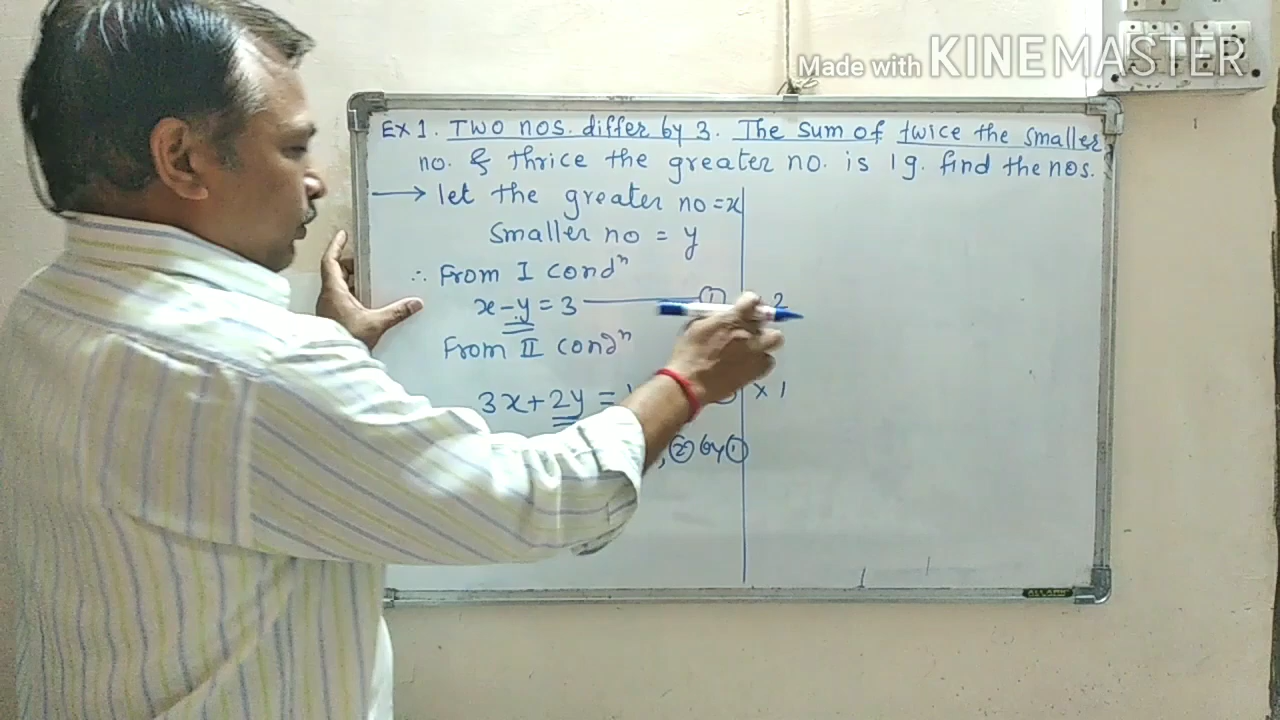 Made with KINEMASTER
Ex 1. Two nos. differ by 3. The sum of twice the smaller
no. & thrice the greater no. is 19. find the nos.
→ let the greater no = x
Smaller no = y
∴ From I condⁿ
x - y = 3 ——— ① × 2
From II condⁿ
3x + 2y = × 1
, ② by ①